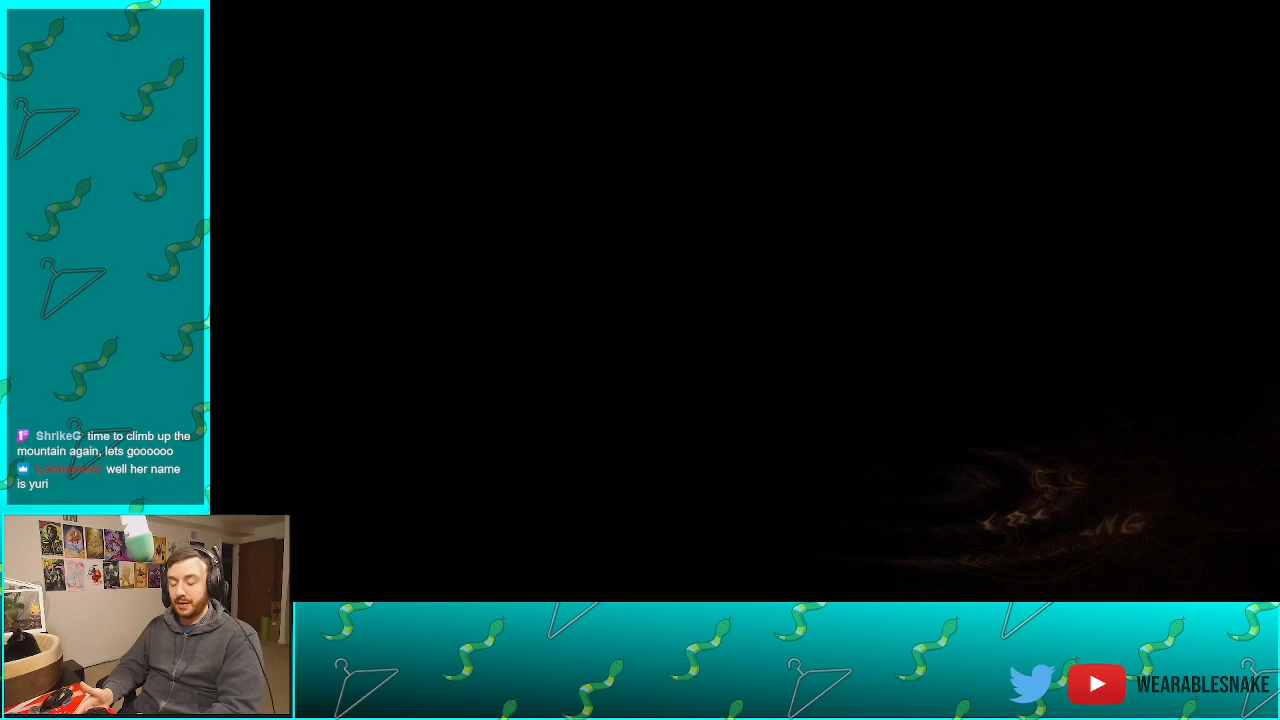 ShrikeG time to climb up the
mountain again, lets goooooo
well her name
is yuri
WEARABLESNAKE